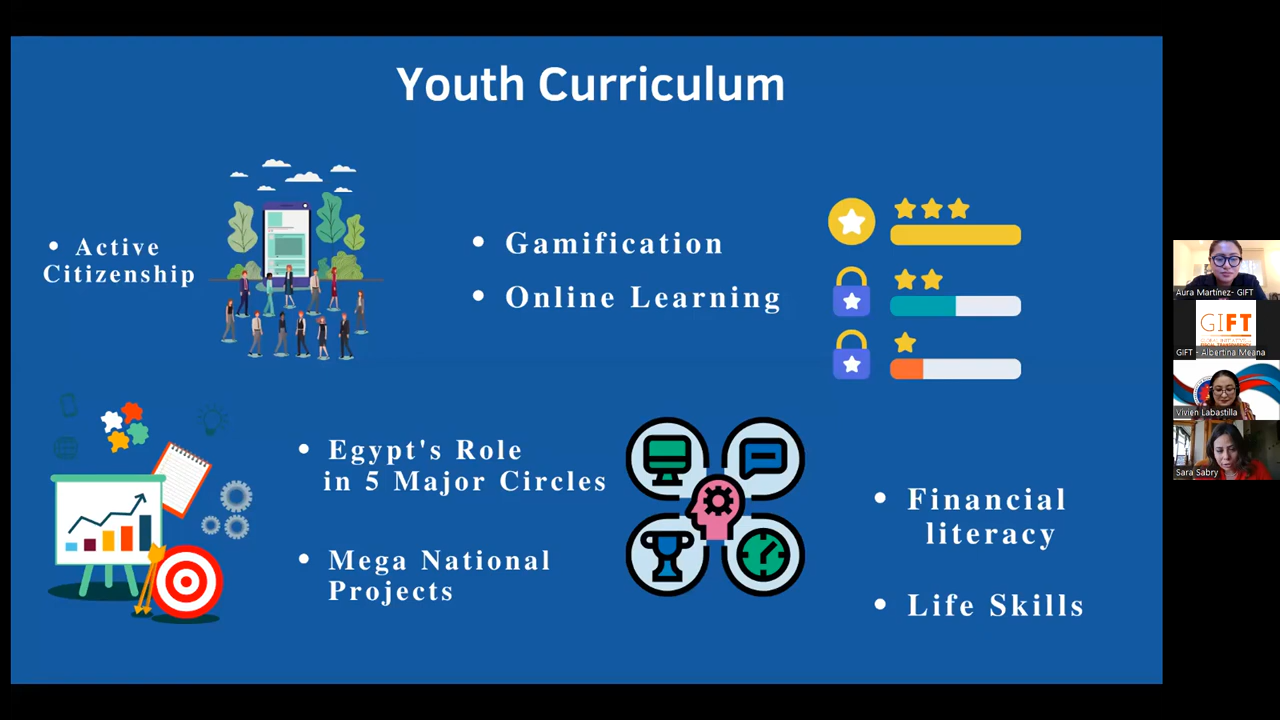 Youth Curriculum
• Active
Citizenship
• Gamification
• Online Learning
• Egypt's Role
in 5 Major Circles
• Mega National
Projects
• Financial
literacy
• Life Skills
Aura Martínez- GIFT
GIFT
GIFT - Albertina Meana
Vivien Labastilla
Sara Sabry